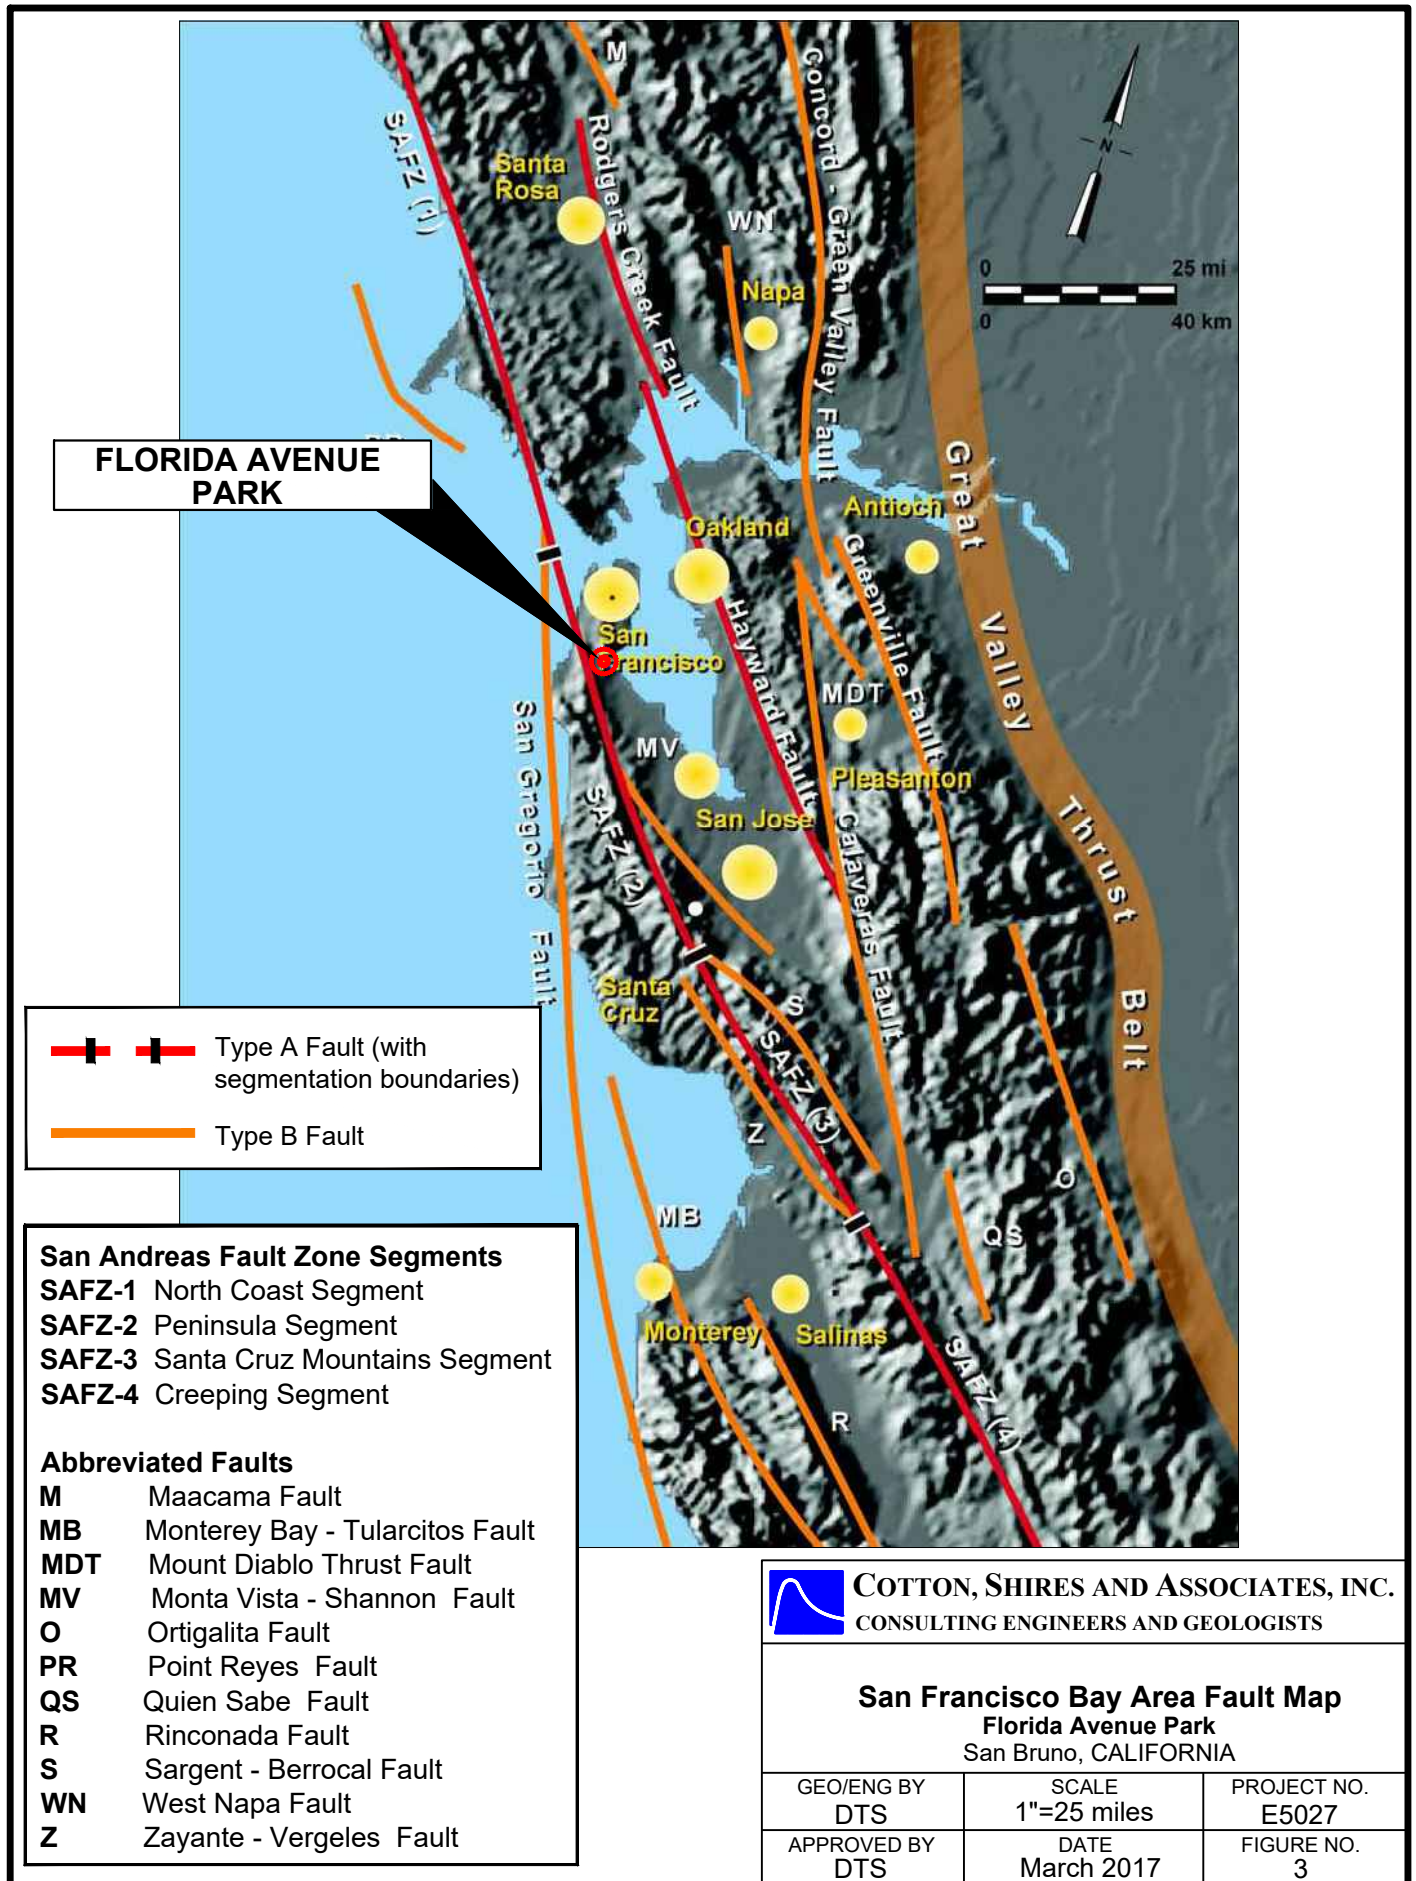 M
Concord - Green Valley Fault
SAFZ (1)
Rodgers Creek Fault
Santa
Rosa
WN
Napa
N
0
25 mi
0
40 km
FLORIDA AVENUE
PARK
Great Valley Thrust Belt
Antioch
Oakland
Greenville Fault
San
Francisco
Hayward Fault
MDT
San Gregorio Fault
MV
Pleasanton
SAFZ (2)
San Jose
Calaveras Fault
Santa
Cruz
S
SAFZ (3)
Z
O
MB
QS
Monterey
Salinas
SAFZ (4)
R
Type A Fault (with
segmentation boundaries)
Type B Fault
San Andreas Fault Zone Segments
SAFZ-1 North Coast Segment
SAFZ-2 Peninsula Segment
SAFZ-3 Santa Cruz Mountains Segment
SAFZ-4 Creeping Segment
Abbreviated Faults
M Maacama Fault
MB Monterey Bay - Tularcitos Fault
MDT Mount Diablo Thrust Fault
MV Monta Vista - Shannon Fault
O Ortigalita Fault
PR Point Reyes Fault
QS Quien Sabe Fault
R Rinconada Fault
S Sargent - Berrocal Fault
WN West Napa Fault
Z Zayante - Vergeles Fault
COTTON, SHIRES AND ASSOCIATES, INC.
CONSULTING ENGINEERS AND GEOLOGISTS
San Francisco Bay Area Fault Map
Florida Avenue Park
San Bruno, CALIFORNIA
GEO/ENG BY
DTS
SCALE
1"=25 miles
PROJECT NO.
E5027
APPROVED BY
DTS
DATE
March 2017
FIGURE NO.
3